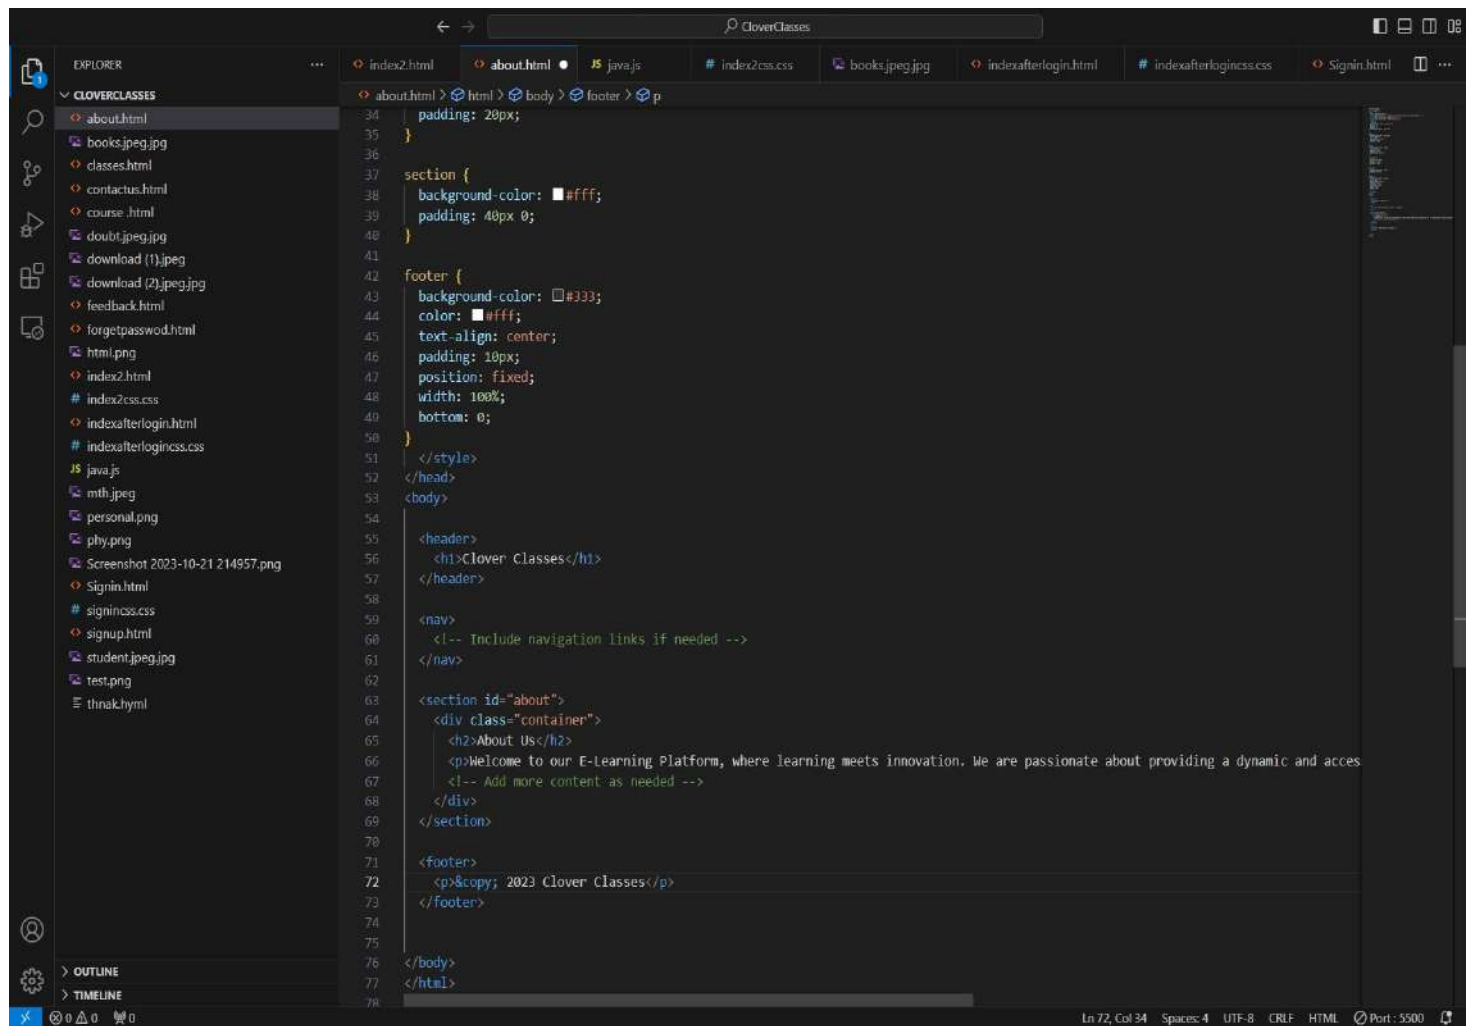 CloverClasses
EXPLORER
index2.html
about.html
java.js
index2css.css
books.jpeg.jpg
indexafterlogin.html
indexafterlogincss.css
Signin.html
CLOVERCLASSES
about.html > html > body > footer > p
about.html
books.jpeg.jpg
classes.html
contactus.html
course .html
doubt.jpeg.jpg
download (1).jpeg
download (2).jpeg.jpg
feedback.html
forgetpasswod.html
html.png
index2.html
index2css.css
indexafterlogin.html
indexafterlogincss.css
JS java.js
mth.jpeg
personal.png
phy.png
Screenshot 2023-10-21 214957.png
Signin.html
signincss.css
signup.html
student.jpeg.jpg
test.png
thnak.hyml
OUTLINE
TIMELINE
34 padding: 20px;
35 }
36
37 section {
38 background-color: #fff;
39 padding: 40px 0;
40 }
41
42 footer {
43 background-color: #333;
44 color: #fff;
45 text-align: center;
46 padding: 10px;
47 position: fixed;
48 width: 100%;
49 bottom: 0;
50 }
51 </style>
52 </head>
53 <body>
54
55 <header>
56 <h1>Clover Classes</h1>
57 </header>
58
59 <nav>
60 <!-- Include navigation links if needed -->
61 </nav>
62
63 <section id="about">
64 <div class="container">
65 <h2>About Us</h2>
66 <p>Welcome to our E-Learning Platform, where learning meets innovation. We are passionate about providing a dynamic and acces
67 <!-- Add more content as needed -->
68 </div>
69 </section>
70
71 <footer>
72 <p>&copy; 2023 Clover Classes</p>
73 </footer>
74
75
76 </body>
77 </html>
78
0 0 0 Ln 72, Col 34 Spaces: 4 UTF-8 CRLF HTML Port : 5500